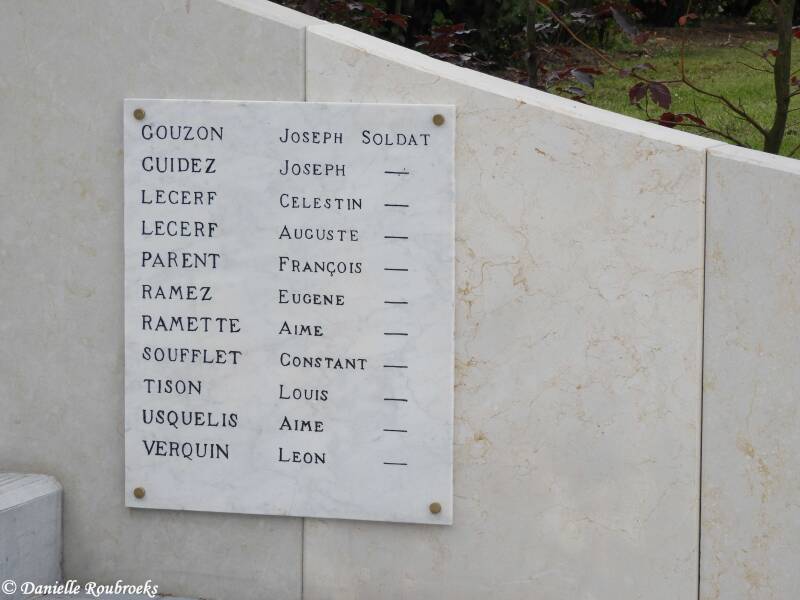 GOUZON JOSEPH SOLDAT
GUIDEZ JOSEPH —
LECERF CELESTIN —
LECERF AUGUSTE —
PARENT FRANÇOIS —
RAMEZ EUGENE —
RAMETTE AIME —
SOUFFLET CONSTANT —
TISON LOUIS —
USQUELIS AIME —
VERQUIN LEON —
© Danielle Roubroeks